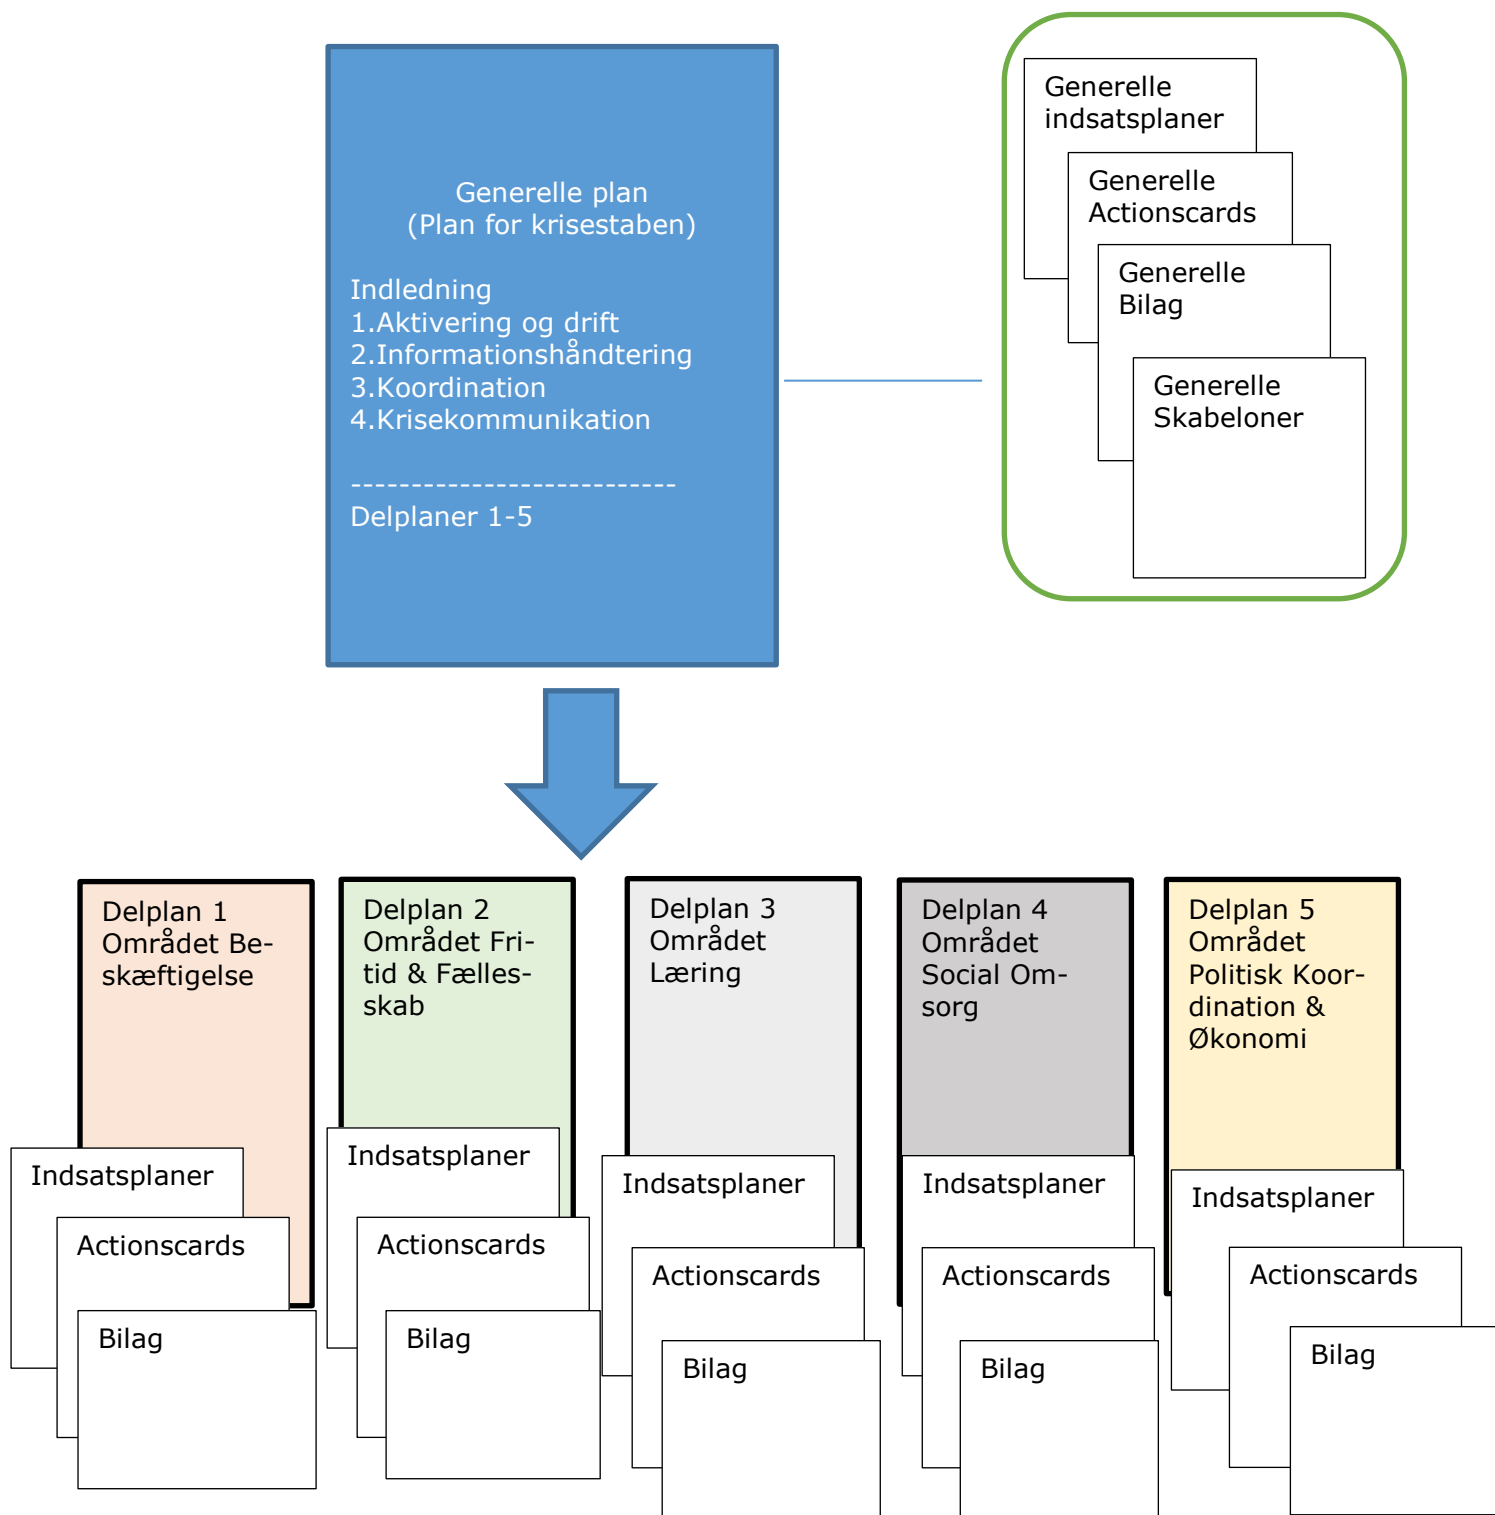 Generelle plan
(Plan for krisestaben)
Indledning
1.Aktivering og drift
2.Informationshåndtering
3.Koordination
4.Krisekommunikation
---------------------------
Delplaner 1-5
Generelle
indsatsplaner
Generelle
Actionscards
Generelle
Bilag
Generelle
Skabeloner
Delplan 1
Området Be-
skæftigelse
Indsatsplaner
Actionscards
Bilag
Delplan 2
Området Fri-
tid & Fælles-
skab
Indsatsplaner
Actionscards
Bilag
Delplan 3
Området
Læring
Indsatsplaner
Actionscards
Bilag
Delplan 4
Området
Social Om-
sorg
Indsatsplaner
Actionscards
Bilag
Delplan 5
Området
Politisk Koor-
dination &
Økonomi
Indsatsplaner
Actionscards
Bilag